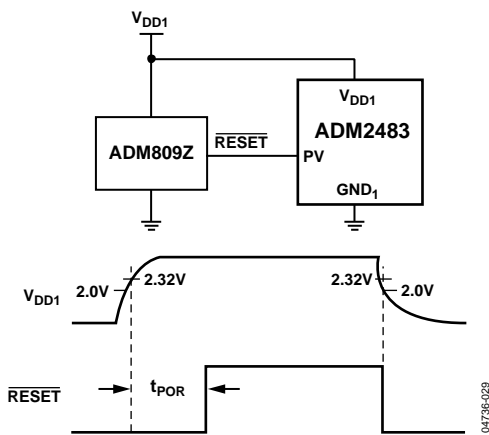 VDD1
VDD1
ADM809Z
RESET
ADM2483
PV
GND1
VDD1
2.0V
2.32V
2.32V
2.0V
RESET
tPOR
04736-029